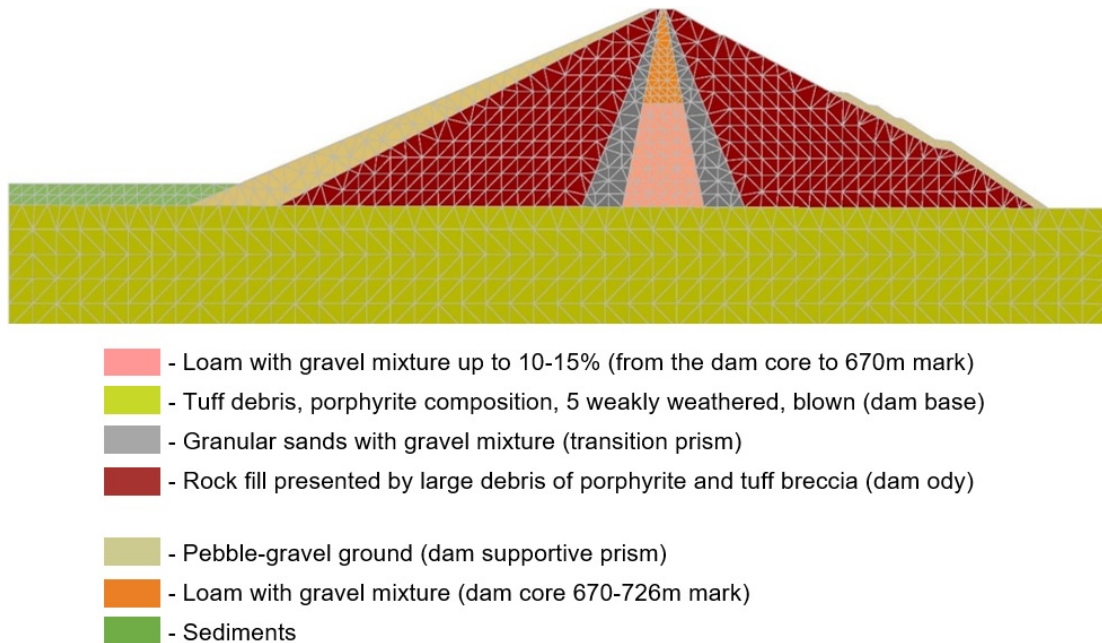 - Loam with gravel mixture up to 10-15% (from the dam core to 670m mark)
- Tuff debris, porphyrite composition, 5 weakly weathered, blown (dam base)
- Granular sands with gravel mixture (transition prism)
- Rock fill presented by large debris of porphyrite and tuff breccia (dam ody)
- Pebble-gravel ground (dam supportive prism)
- Loam with gravel mixture (dam core 670-726m mark)
- Sediments